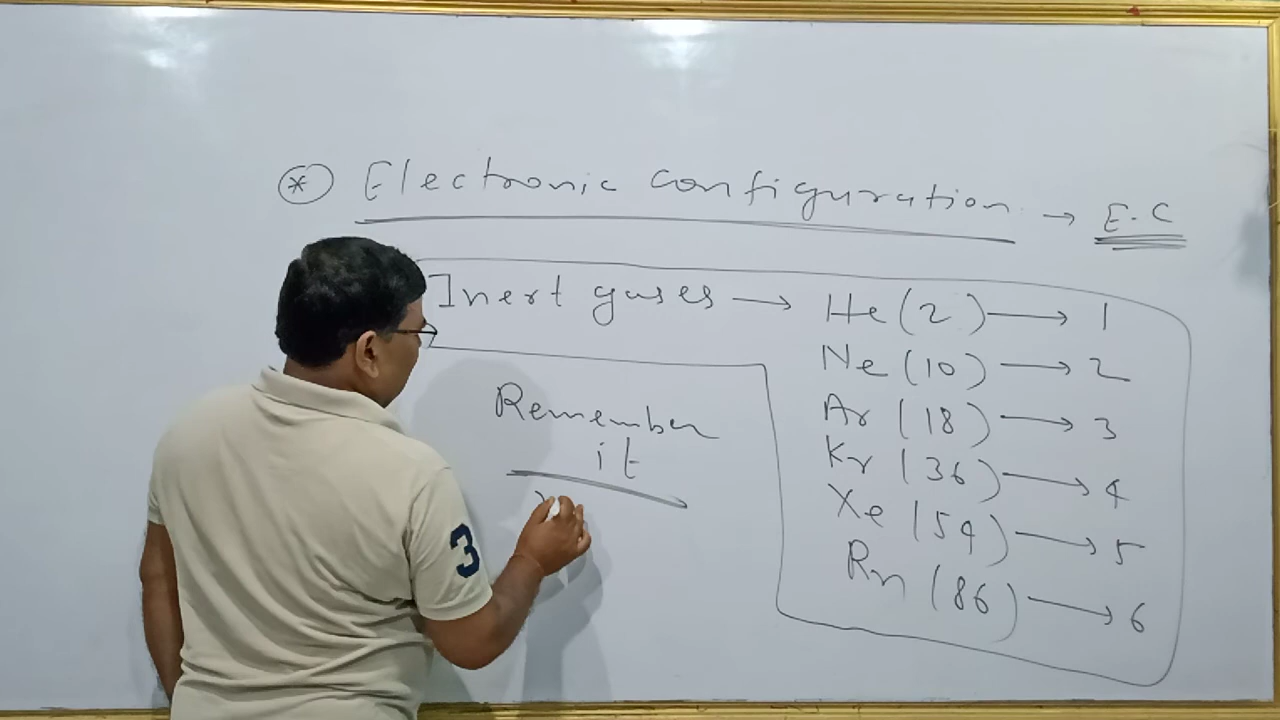 * Electronic configuration → E.C
Inert gases → He (2) → 1
Ne (10) → 2
Ar (18) → 3
Kr (36) → 4
Xe (54) → 5
Rn (86) → 6
Remember
it
3